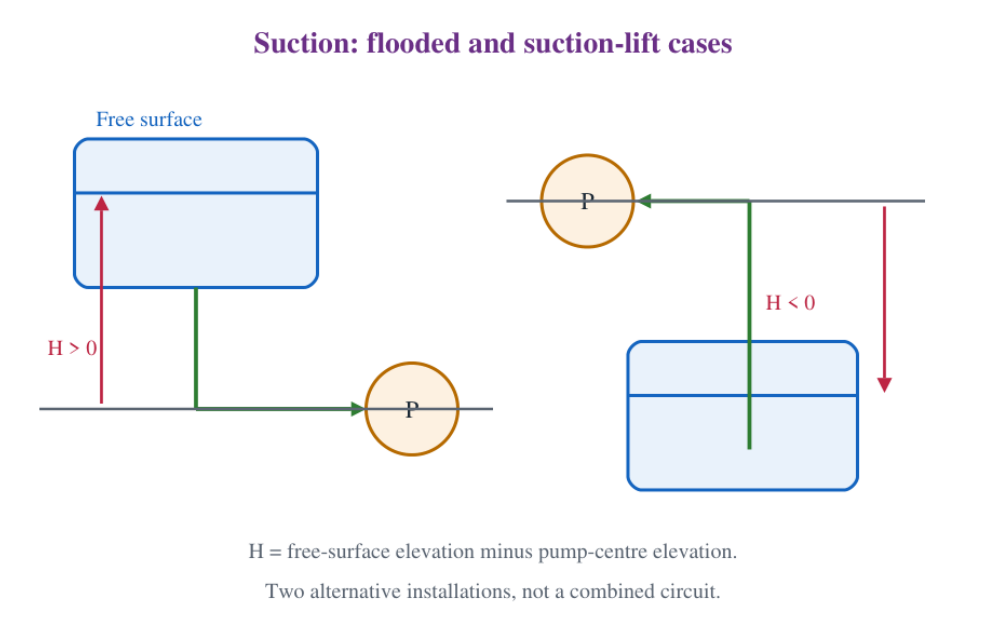 Suction: flooded and suction-lift cases
Free surface
P
H < 0
H > 0
P
H = free-surface elevation minus pump-centre elevation.
Two alternative installations, not a combined circuit.